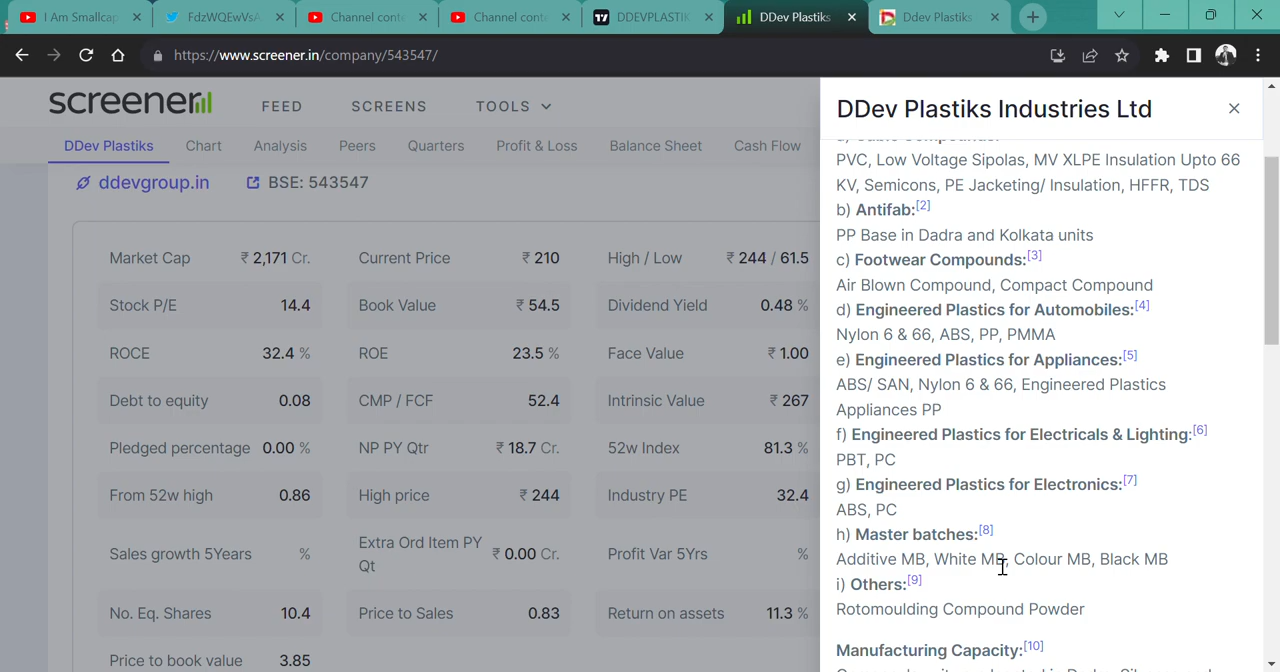 I Am Smallcap
FdzWQEwVsA
Channel cont
Channel cont
DDEVPLASTIK
DDev Plastiks
Ddev Plastiks
https://www.screener.in/company/543547/
screener
FEED
SCREENS
TOOLS
DDev Plastiks
Chart
Analysis
Peers
Quarters
Profit & Loss
Balance Sheet
Cash Flow
ddevgroup.in
BSE: 543547
Market Cap ₹ 2,171 Cr.
Current Price ₹ 210
High / Low ₹ 244 / 61.5
Stock P/E 14.4
Book Value ₹ 54.5
Dividend Yield 0.48 %
ROCE 32.4 %
ROE 23.5 %
Face Value ₹ 1.00
Debt to equity 0.08
CMP / FCF 52.4
Intrinsic Value ₹ 267
Pledged percentage 0.00 %
NP PY Qtr ₹ 18.7 Cr.
52w Index 81.3 %
From 52w high 0.86
High price ₹ 244
Industry PE 32.4
Sales growth 5Years %
Extra Ord Item PY
Qt ₹ 0.00 Cr.
Profit Var 5Yrs %
No. Eq. Shares 10.4
Price to Sales 0.83
Return on assets 11.3 %
Price to book value 3.85
DDev Plastiks Industries Ltd
PVC, Low Voltage Sipolas, MV XLPE Insulation Upto 66
KV, Semicons, PE Jacketing/ Insulation, HFFR, TDS
b) Antifab:[2]
PP Base in Dadra and Kolkata units
c) Footwear Compounds:[3]
Air Blown Compound, Compact Compound
d) Engineered Plastics for Automobiles:[4]
Nylon 6 & 66, ABS, PP, PMMA
e) Engineered Plastics for Appliances:[5]
ABS/ SAN, Nylon 6 & 66, Engineered Plastics
Appliances PP
f) Engineered Plastics for Electricals & Lighting:[6]
PBT, PC
g) Engineered Plastics for Electronics:[7]
ABS, PC
h) Master batches:[8]
Additive MB, White MB, Colour MB, Black MB
i) Others:[9]
Rotomoulding Compound Powder
Manufacturing Capacity:[10]